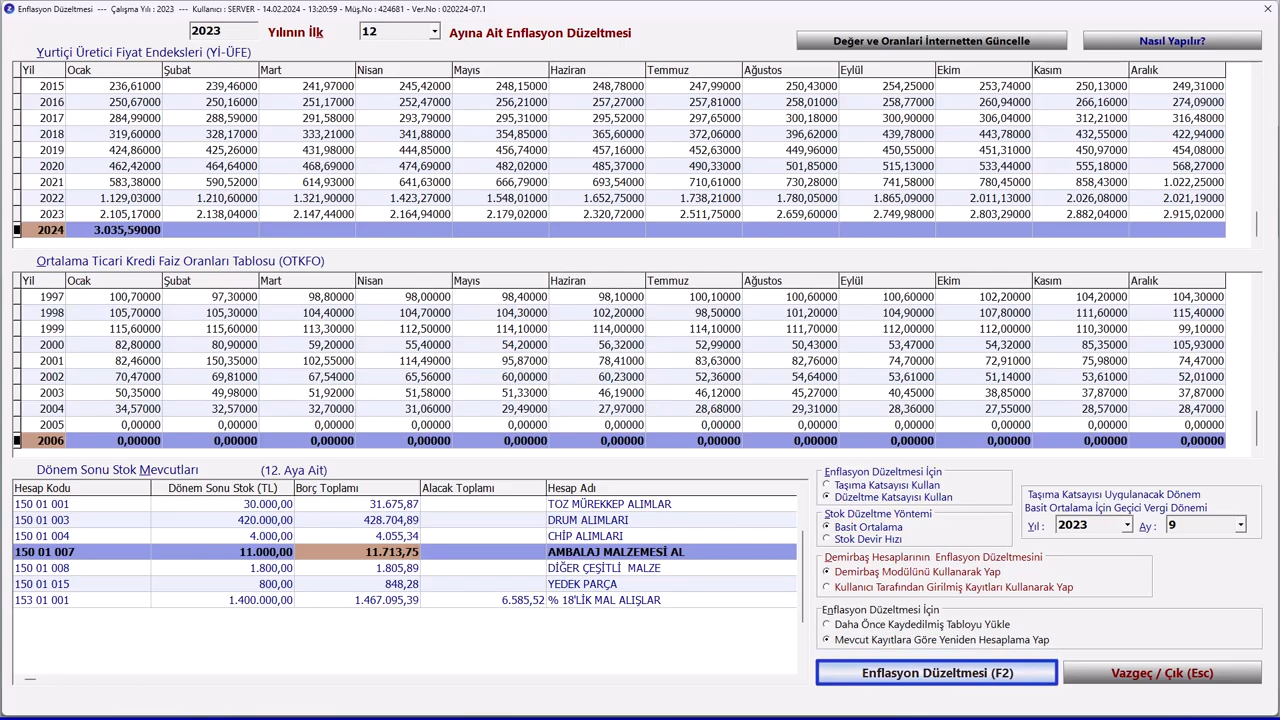 Enflasyon Düzeltmesi --- Çalışma Yılı : 2023 --- Kullanıcı : SERVER - 14.02.2024 - 13:20:59 - Müş.No : 424681 - Ver.No : 020224-07.1
2023 Yılının İlk 12 Ayına Ait Enflasyon Düzeltmesi
Değer ve Oranlari İnternetten Güncelle Nasıl Yapılır?
Yurtiçi Üretici Fiyat Endeksleri (Yİ-ÜFE)
Yil Ocak Şubat Mart Nisan Mayıs Haziran Temmuz Ağustos Eylül Ekim Kasım Aralık
2015 236,61000 239,46000 241,97000 245,42000 248,15000 248,78000 247,99000 250,43000 254,25000 253,74000 250,13000 249,31000
2016 250,67000 250,16000 251,17000 252,47000 256,21000 257,27000 257,81000 258,01000 258,77000 260,94000 266,16000 274,09000
2017 284,99000 288,59000 291,58000 293,79000 295,31000 295,52000 297,65000 300,18000 300,90000 306,04000 312,21000 316,48000
2018 319,60000 328,17000 333,21000 341,88000 354,85000 365,60000 372,06000 396,62000 439,78000 443,78000 432,55000 422,94000
2019 424,86000 425,26000 431,98000 444,85000 456,74000 457,16000 452,63000 449,96000 450,55000 451,31000 450,97000 454,08000
2020 462,42000 464,64000 468,69000 474,69000 482,02000 485,37000 490,33000 501,85000 515,13000 533,44000 555,18000 568,27000
2021 583,38000 590,52000 614,93000 641,63000 666,79000 693,54000 710,61000 730,28000 741,58000 780,45000 858,43000 1.022,25000
2022 1.129,03000 1.210,60000 1.321,90000 1.423,27000 1.548,01000 1.652,75000 1.738,21000 1.780,05000 1.865,09000 2.011,13000 2.026,08000 2.021,19000
2023 2.105,17000 2.138,04000 2.147,44000 2.164,94000 2.179,02000 2.320,72000 2.511,75000 2.659,60000 2.749,98000 2.803,29000 2.882,04000 2.915,02000
2024 3.035,59000
Ortalama Ticari Kredi Faiz Oranları Tablosu (OTKFO)
Yil Ocak Şubat Mart Nisan Mayıs Haziran Temmuz Ağustos Eylül Ekim Kasım Aralık
1997 100,70000 97,30000 98,80000 98,00000 98,40000 98,10000 100,10000 100,60000 100,60000 102,20000 104,20000 104,30000
1998 105,70000 105,30000 104,40000 104,70000 104,30000 102,20000 98,50000 101,20000 104,90000 107,80000 111,60000 115,40000
1999 115,60000 115,60000 113,30000 112,50000 114,10000 114,00000 114,10000 111,70000 112,00000 112,00000 110,30000 99,10000
2000 82,80000 80,90000 59,20000 55,40000 54,20000 56,32000 52,99000 50,43000 53,47000 54,32000 85,35000 105,93000
2001 82,46000 150,35000 102,55000 114,49000 95,87000 78,41000 83,63000 82,76000 74,70000 72,91000 75,98000 74,47000
2002 70,47000 69,81000 67,54000 65,56000 60,00000 60,23000 52,36000 54,64000 53,61000 51,14000 53,61000 52,01000
2003 50,35000 49,98000 51,92000 51,58000 51,33000 46,19000 46,12000 45,27000 40,45000 38,85000 37,87000 37,87000
2004 34,57000 32,57000 32,70000 31,06000 29,49000 27,97000 28,68000 29,31000 28,36000 27,55000 28,57000 28,47000
2005 0,00000 0,00000 0,00000 0,00000 0,00000 0,00000 0,00000 0,00000 0,00000 0,00000 0,00000 0,00000
2006 0,00000 0,00000 0,00000 0,00000 0,00000 0,00000 0,00000 0,00000 0,00000 0,00000 0,00000 0,00000
Dönem Sonu Stok Mevcutları (12. Aya Ait)
Hesap Kodu Dönem Sonu Stok (TL) Borç Toplamı Alacak Toplamı Hesap Adı
150 01 001 30.000,00 31.675,87 TOZ MÜREKKEP ALIMLAR
150 01 003 420.000,00 428.704,89 DRUM ALIMLARI
150 01 004 4.000,00 4.055,34 CHİP ALIMLARI
150 01 007 11.000,00 11.713,75 AMBALAJ MALZEMESİ AL
150 01 008 1.800,00 1.805,89 DİĞER ÇEŞİTLİ MALZE
150 01 015 800,00 848,28 YEDEK PARÇA
153 01 001 1.400.000,00 1.467.095,39 6.585,52 % 18'LİK MAL ALIŞLAR
Enflasyon Düzeltmesi İçin
Taşıma Katsayısı Kullan
Düzeltme Katsayısı Kullan
Stok Düzeltme Yöntemi
Basit Ortalama
Stok Devir Hızı
Taşıma Katsayısı Uygulanacak Dönem
Basit Ortalama İçin Geçici Vergi Dönemi
Yıl : 2023 Ay : 9
Demirbaş Hesaplarının Enflasyon Düzeltmesini
Demirbaş Modülünü Kullanarak Yap
Kullanıcı Tarafından Girilmiş Kayıtları Kullanarak Yap
Enflasyon Düzeltmesi İçin
Daha Önce Kaydedilmiş Tabloyu Yükle
Mevcut Kayıtlara Göre Yeniden Hesaplama Yap
Enflasyon Düzeltmesi (F2) Vazgeç / Çık (Esc)